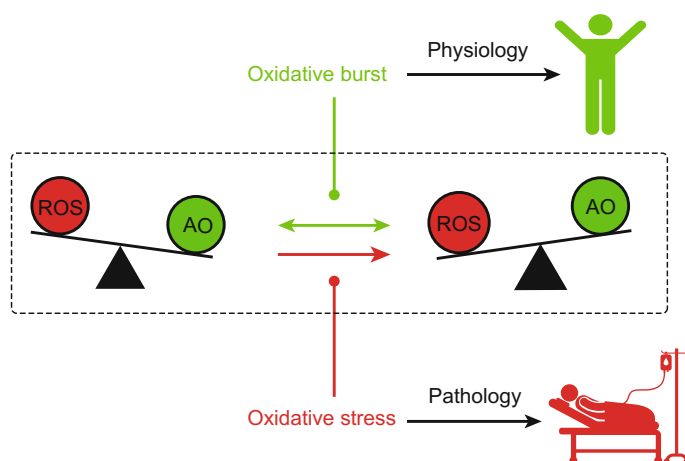 Physiology
Oxidative burst
ROS
AO
ROS
AO
Pathology
Oxidative stress